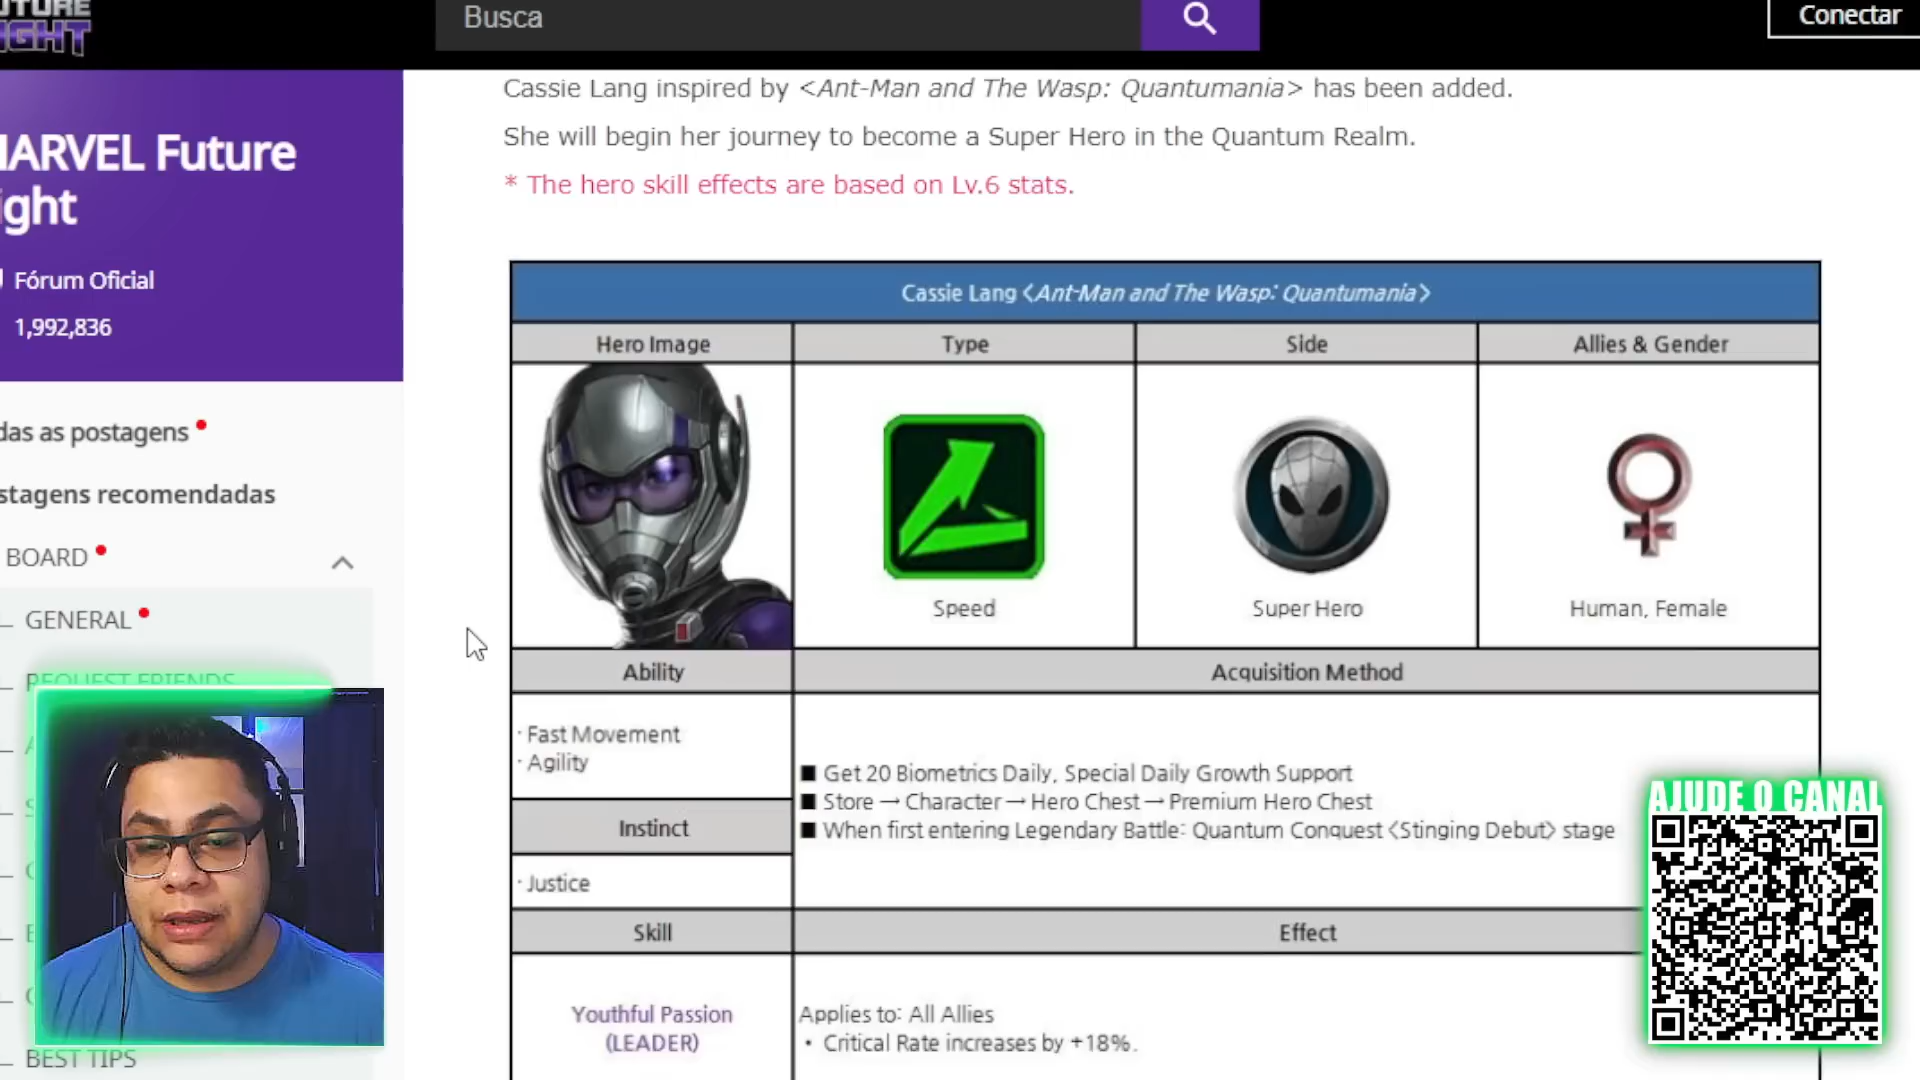 UTURE
IGHT
Busca
Conectar
MARVEL Future
ight
Fórum Oficial
1,992,836
das as postagens
stagens recomendadas
BOARD
GENERAL
REQUEST FRIENDS
BEST TIPS
Cassie Lang inspired by <Ant-Man and The Wasp: Quantumania> has been added.
She will begin her journey to become a Super Hero in the Quantum Realm.
* The hero skill effects are based on Lv.6 stats.
Cassie Lang <Ant-Man and The Wasp: Quantumania>
Hero Image
Type
Side
Allies & Gender
Speed
Super Hero
Human, Female
Ability
Acquisition Method
· Fast Movement
· Agility
■ Get 20 Biometrics Daily, Special Daily Growth Support
■ Store → Character → Hero Chest → Premium Hero Chest
■ When first entering Legendary Battle: Quantum Conquest <Stinging Debut> stage
Instinct
· Justice
Skill
Effect
Youthful Passion
(LEADER)
Applies to: All Allies
• Critical Rate increases by +18%.
AJUDE O CANAL